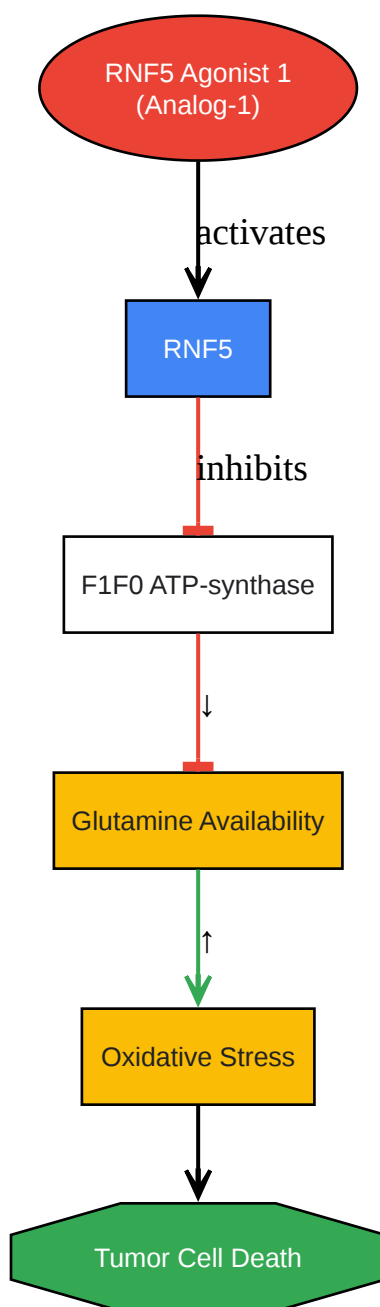 RNF5 Agonist 1
(Analog-1)
activates
RNF5
inhibits
F1F0 ATP-synthase
↓
Glutamine Availability
↑
Oxidative Stress
Tumor Cell Death